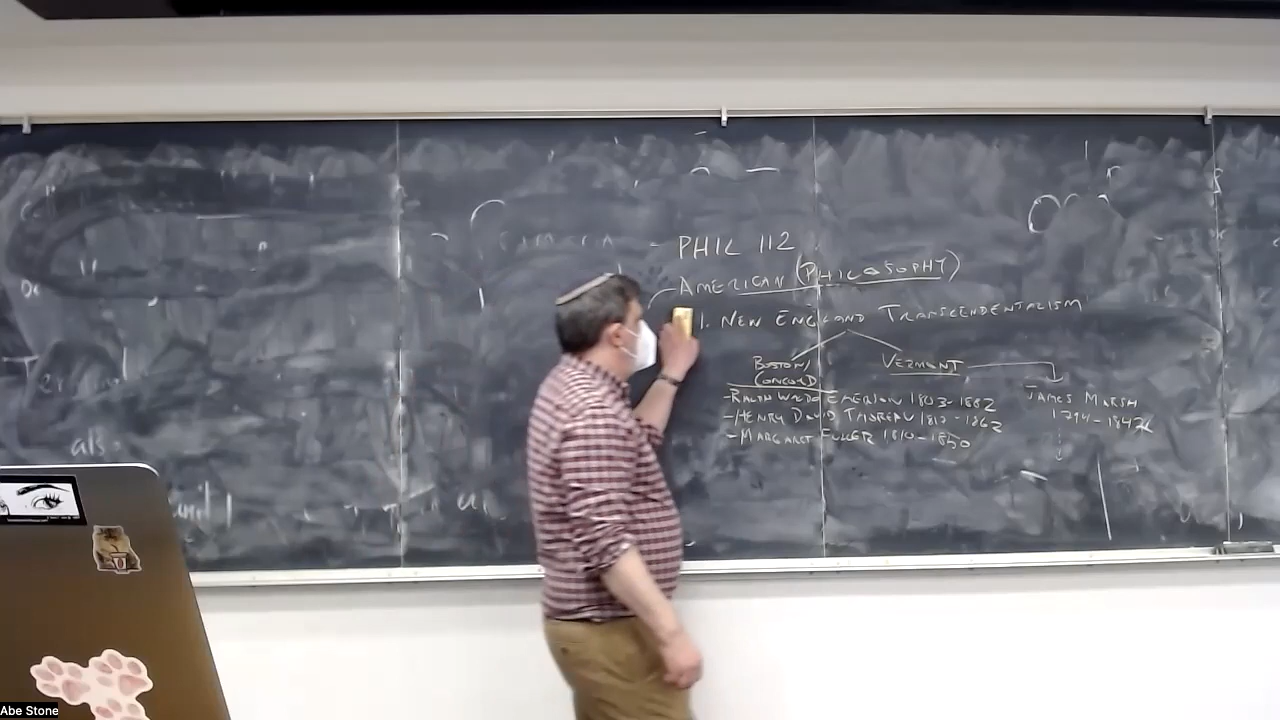 PHIL 112
AMERICAN (PHILOSOPHY)
1. NEW ENGLAND TRANSCENDENTALISM
BOSTON/
CONCORD
VERMONT
-RALPH WALDO EMERSON 1803-1882
-HENRY DAVID THOREAU 1817-1862
-MARGARET FULLER 1810-1850
JAMES MARSH
1794-1842
als
Abe Stone